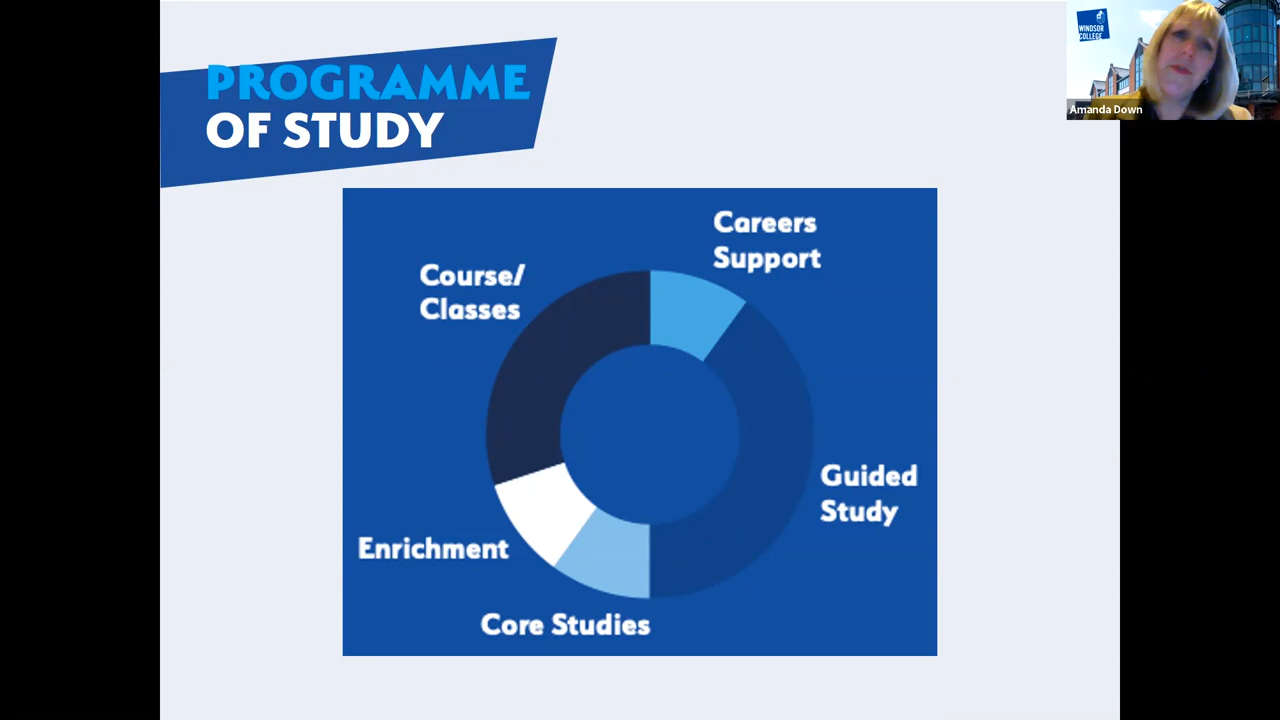 PROGRAMME
OF STUDY
WINDSOR
COLLEGE
Amanda Down
Careers
Support
Course/
Classes
Guided
Study
Enrichment
Core Studies